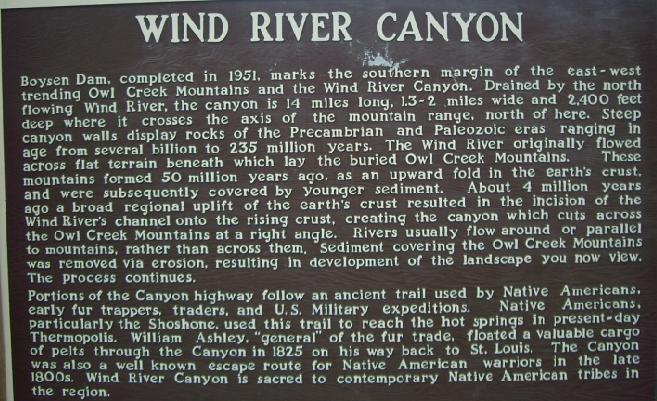 WIND RIVER CANYON
Boysen Dam, completed in 1951, marks the southern margin of the east-west
trending Owl Creek Mountains and the Wind River Canyon. Drained by the north
flowing Wind River, the canyon is 14 miles long, 1.3-2 miles wide and 2,400 feet
deep where it crosses the axis of the mountain range, north of here. Steep
canyon walls display rocks of the Precambrian and Paleozoic eras ranging in
age from several billion to 235 million years. The Wind River originally flowed
across flat terrain beneath which lay the buried Owl Creek Mountains. These
mountains formed 50 million years ago, as an upward fold in the earth's crust,
and were subsequently covered by younger sediment. About 4 million years
ago a broad regional uplift of the earth's crust resulted in the incision of the
Wind River's channel onto the rising crust, creating the canyon which cuts across
the Owl Creek Mountains at a right angle. Rivers usually flow around or parallel
to mountains, rather than across them. Sediment covering the Owl Creek Mountains
was removed via erosion, resulting in development of the landscape you now view.
The process continues.
Portions of the Canyon highway follow an ancient trail used by Native Americans,
early fur trappers, traders, and U.S. Military expeditions. Native Americans,
particularly the Shoshone, used this trail to reach the hot springs in present-day
Thermopolis. William Ashley, "general" of the fur trade, floated a valuable cargo
of pelts through the Canyon in 1825 on his way back to St. Louis. The Canyon
was also a well known escape route for Native American warriors in the late
1800s. Wind River Canyon is sacred to contemporary Native American tribes in
the region.